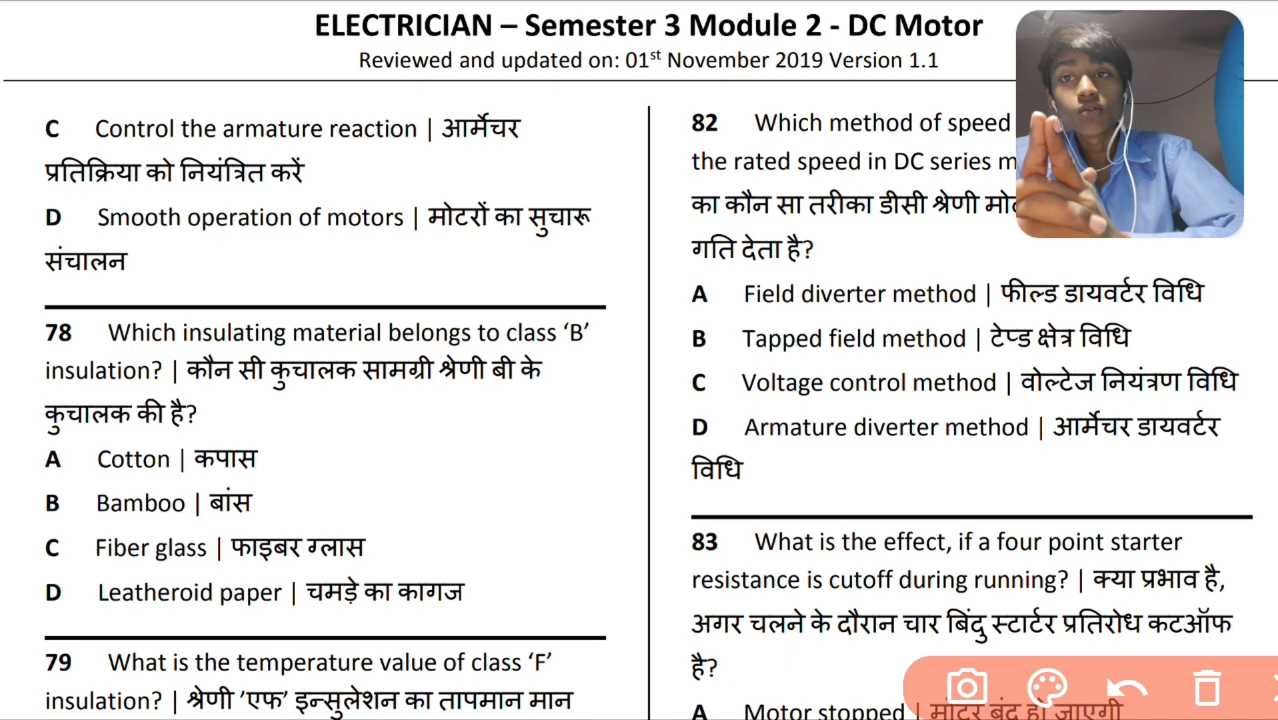 ELECTRICIAN – Semester 3 Module 2 - DC Motor
Reviewed and updated on: 01st November 2019 Version 1.1
C Control the armature reaction | आर्मेचर
प्रतिक्रिया को नियंत्रित करें
D Smooth operation of motors | मोटरों का सुचारू
संचालन
78 Which insulating material belongs to class ‘B’
insulation? | कौन सी कुचालक सामग्री श्रेणी बी के
कुचालक की है?
A Cotton | कपास
B Bamboo | बांस
C Fiber glass | फाइबर ग्लास
D Leatheroid paper | चमड़े का कागज
79 What is the temperature value of class ‘F’
insulation? | श्रेणी ’एफ’ इन्सुलेशन का तापमान मान
82 Which method of speed
the rated speed in DC series
का कौन सा तरीका डीसी श्रेणी
गति देता है?
A Field diverter method | फील्ड डायवर्टर विधि
B Tapped field method | टेप्ड क्षेत्र विधि
C Voltage control method | वोल्टेज नियंत्रण विधि
D Armature diverter method | आर्मेचर डायवर्टर
विधि
83 What is the effect, if a four point starter
resistance is cutoff during running? | क्या प्रभाव है,
अगर चलने के दौरान चार बिंदु स्टार्टर प्रतिरोध कटऑफ
है?
A Motor stopped | मोटर बंद हो जाएगी